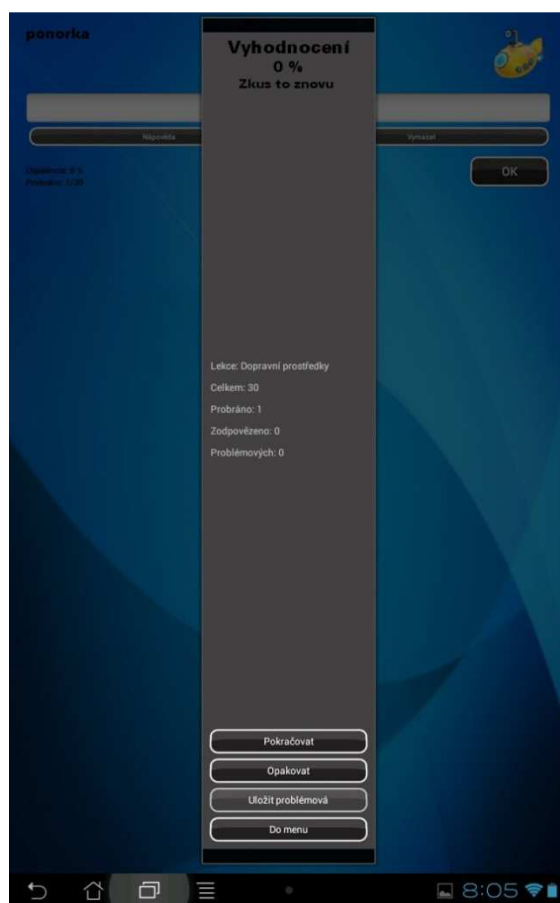 ponorka
Vyhodnocení
0 %
Zkus to znovu
Nápověda
Vymazat
OK
Lekce: Dopravní prostředky
Celkem: 30
Probráno: 1
Zodpovězeno: 0
Problémových: 0
Pokračovat
Opakovat
Uložit problémová
Do menu
8:05